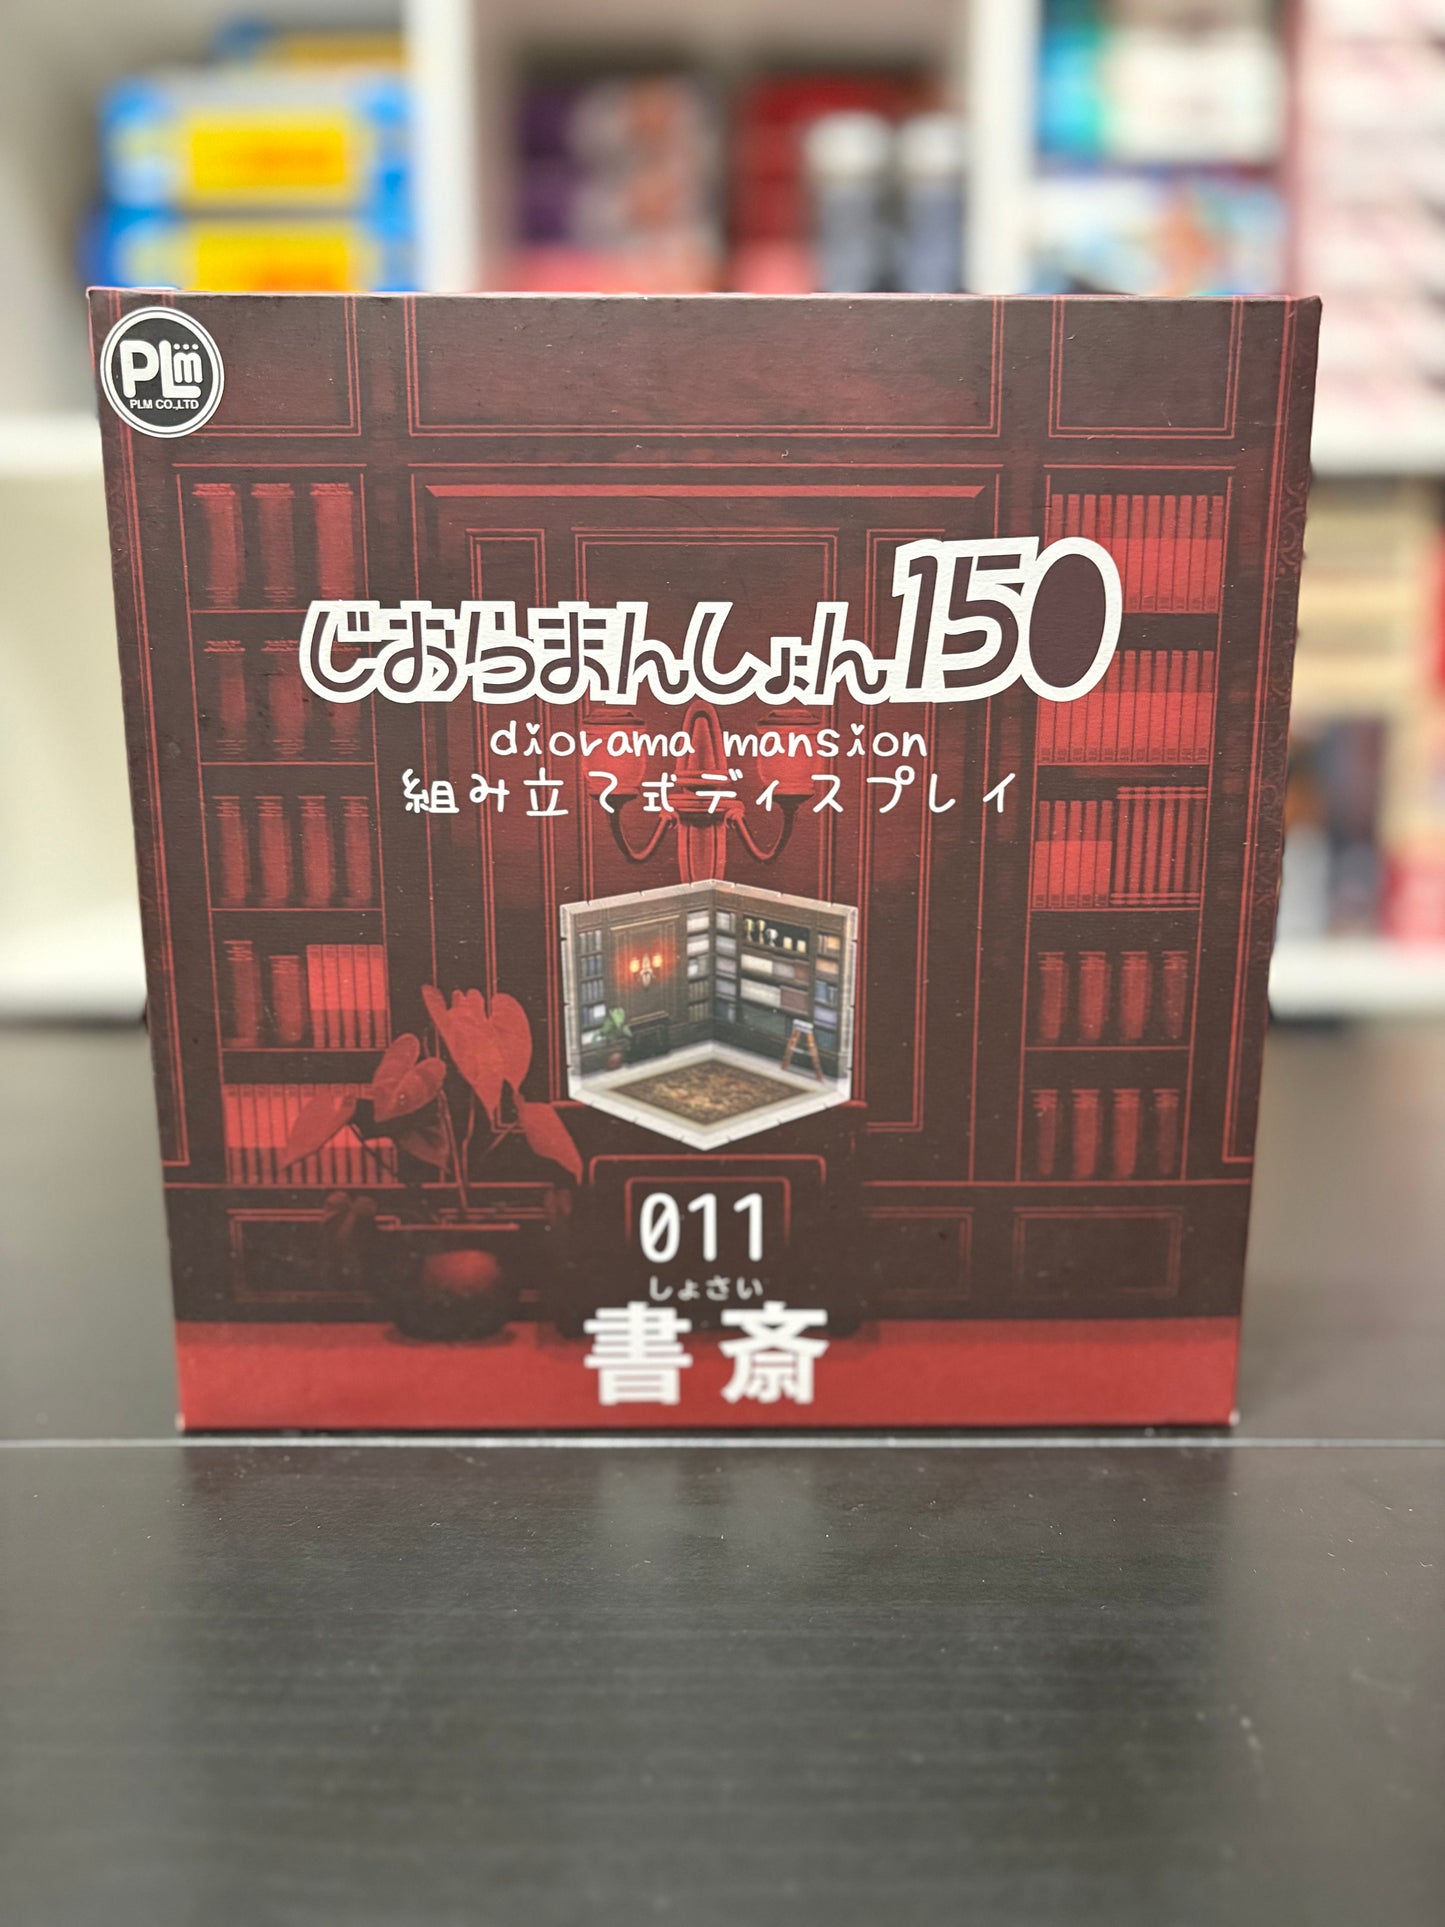 PLM
PLM CO.,LTD
じおらまんしょん150
diorama mansion
組み立て式ディスプレイ
011
しょさい
書斎